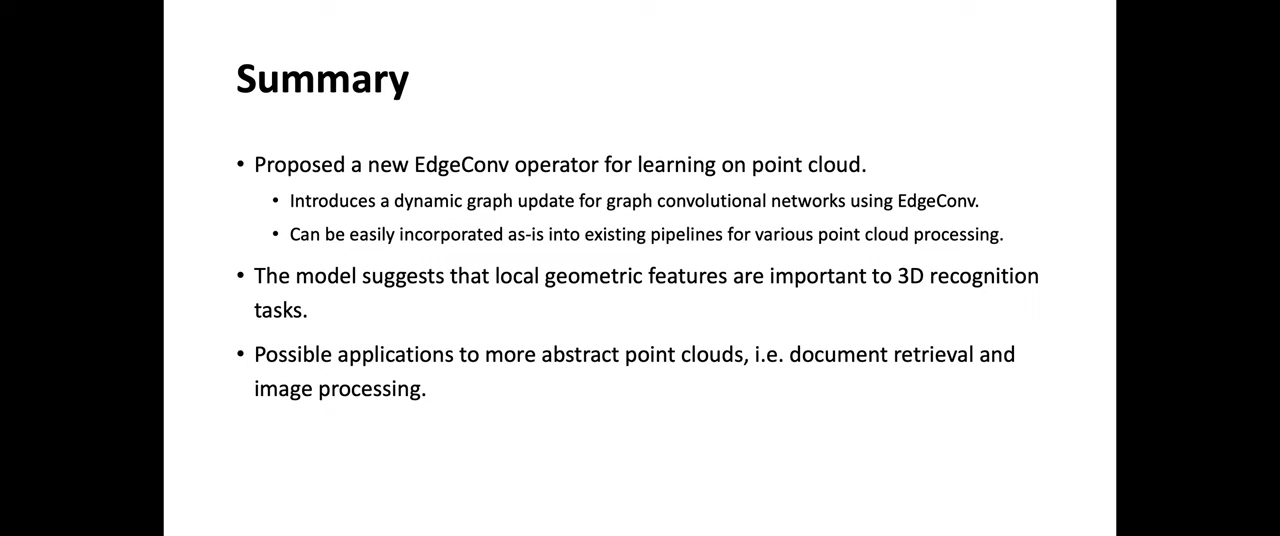 Summary
• Proposed a new EdgeConv operator for learning on point cloud.
• Introduces a dynamic graph update for graph convolutional networks using EdgeConv.
• Can be easily incorporated as-is into existing pipelines for various point cloud processing.
• The model suggests that local geometric features are important to 3D recognition
tasks.
• Possible applications to more abstract point clouds, i.e. document retrieval and
image processing.